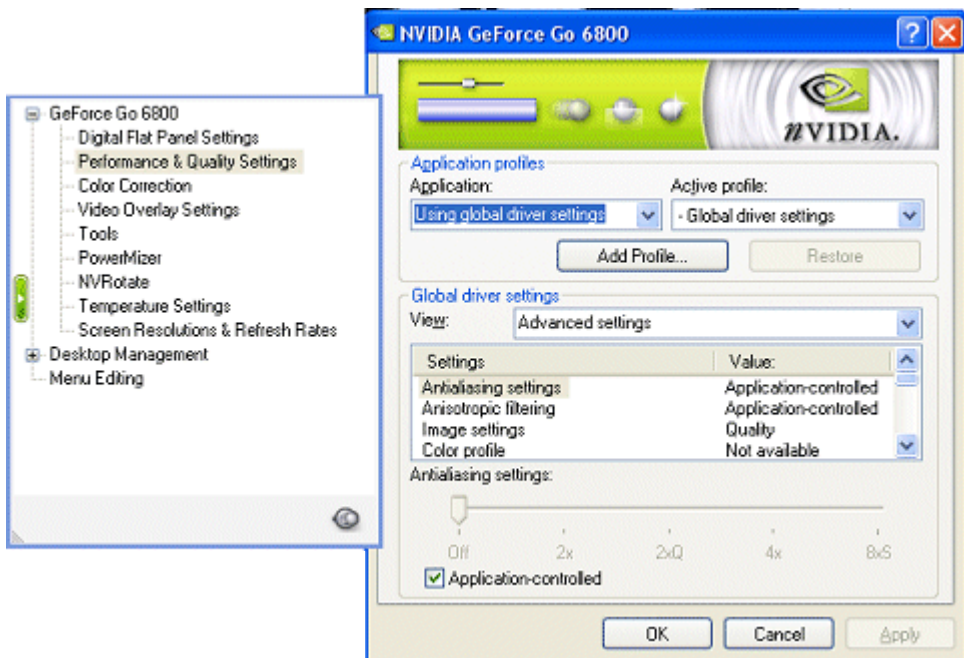 GeForce Go 6800
Digital Flat Panel Settings
Performance & Quality Settings
Color Correction
Video Overlay Settings
Tools
PowerMizer
NVRotate
Temperature Settings
Screen Resolutions & Refresh Rates
Desktop Management
Menu Editing
NVIDIA GeForce Go 6800
nVIDIA.
Application profiles
Application: Active profile:
Using global driver settings - Global driver settings
Add Profile... Restore
Global driver settings
View: Advanced settings
Settings Value:
Antialiasing settings Application-controlled
Anisotropic filtering Application-controlled
Image settings Quality
Color profile Not available
Antialiasing settings:
Off 2x 2xQ 4x 8xS
Application-controlled
OK Cancel Apply